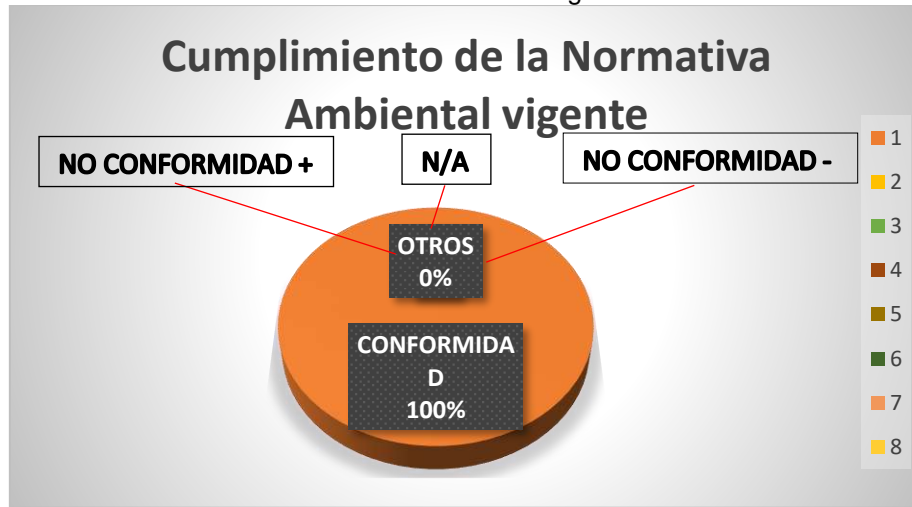 Cumplimiento de la Normativa
Ambiental vigente
NO CONFORMIDAD +
N/A
NO CONFORMIDAD -
OTROS
0%
CONFORMIDA
D
100%
1
2
3
4
5
6
7
8